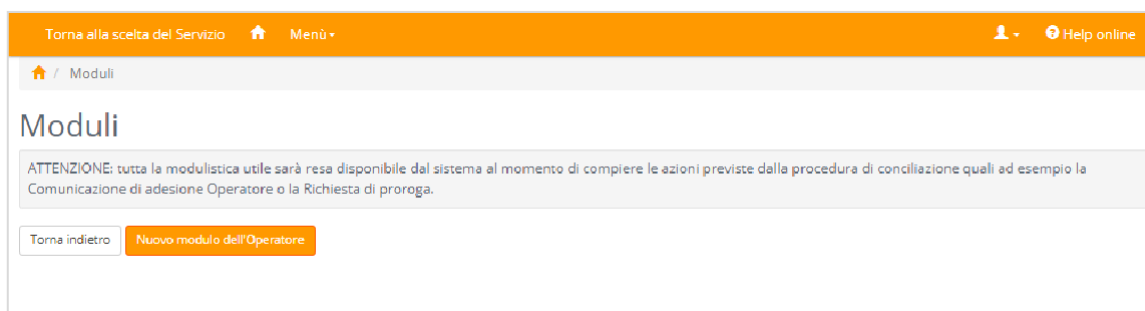 Torna alla scelta del Servizio Menù Help online
/ Moduli
Moduli
ATTENZIONE: tutta la modulistica utile sarà resa disponibile dal sistema al momento di compiere le azioni previste dalla procedura di conciliazione quali ad esempio la
Comunicazione di adesione Operatore o la Richiesta di proroga.
Torna indietro Nuovo modulo dell'Operatore